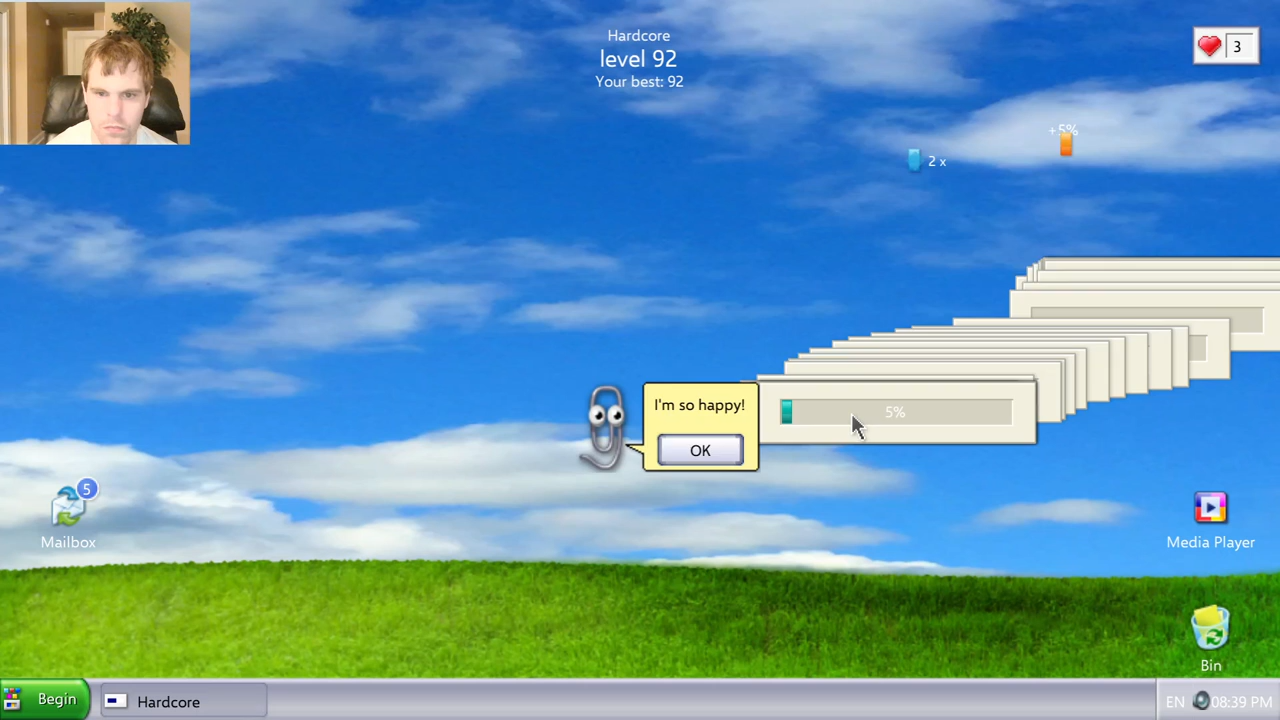 Hardcore
level 92
Your best: 92
3
+5%
2 x
I'm so happy!
OK
5%
5
Mailbox
Media Player
Bin
Begin
Hardcore
EN
08:39 PM